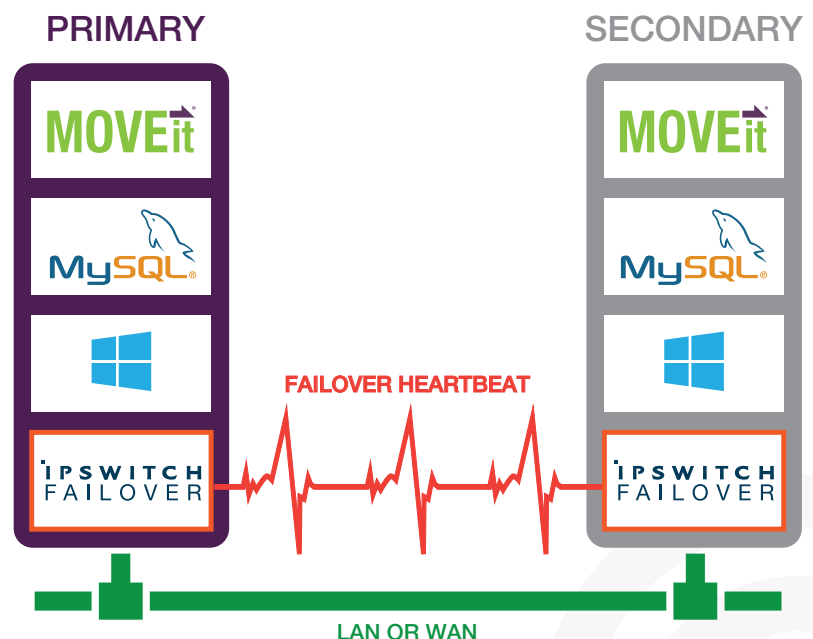 PRIMARY
MOVEit
MySQL®
IPSWITCH
FAILOVER
FAILOVER HEARTBEAT
SECONDARY
MOVEit
MySQL®
IPSWITCH
FAILOVER
LAN OR WAN